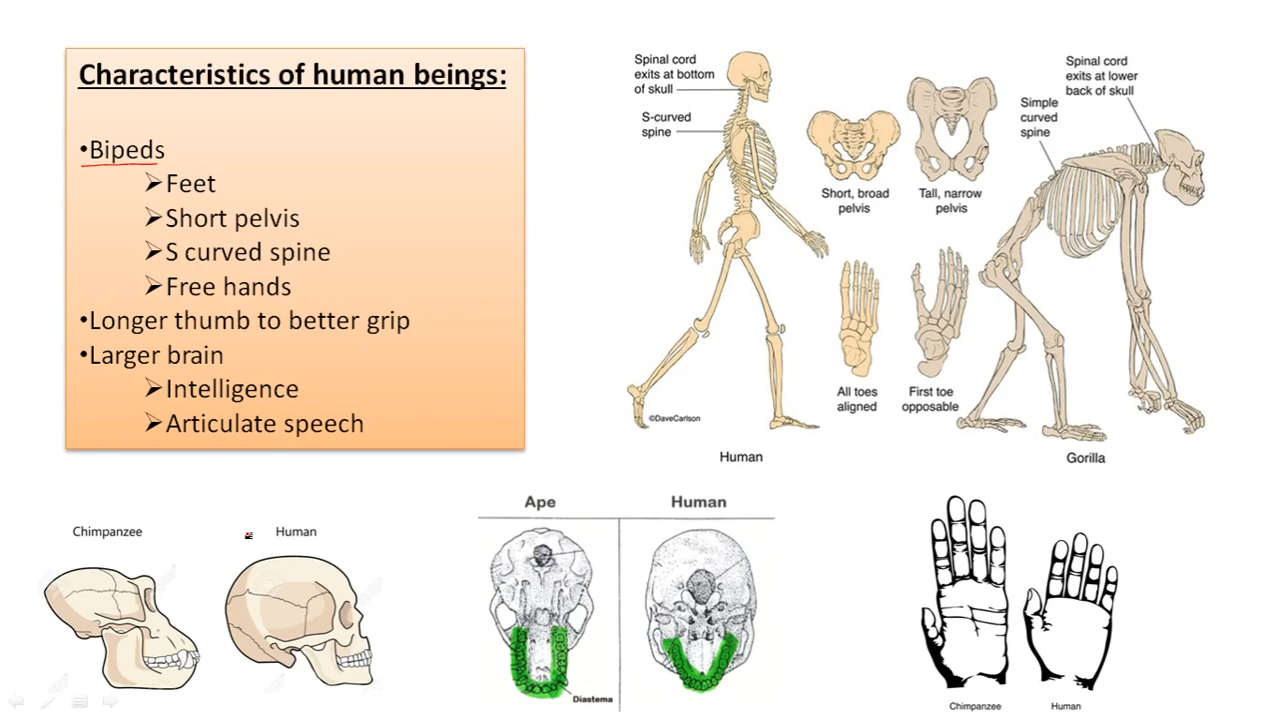 Characteristics of human beings:
•Bipeds
➢Feet
➢Short pelvis
➢S curved spine
➢Free hands
•Longer thumb to better grip
•Larger brain
➢Intelligence
➢Articulate speech
Spinal cord
exits at bottom
of skull
S-curved
spine
Short, broad
pelvis
Tall, narrow
pelvis
Spinal cord
exits at lower
back of skull
Simple
curved
spine
All toes
aligned
First toe
opposable
©DaveCarlson
Human
Gorilla
Chimpanzee
Human
Ape
Human
Diastema
Chimpanzee
Human